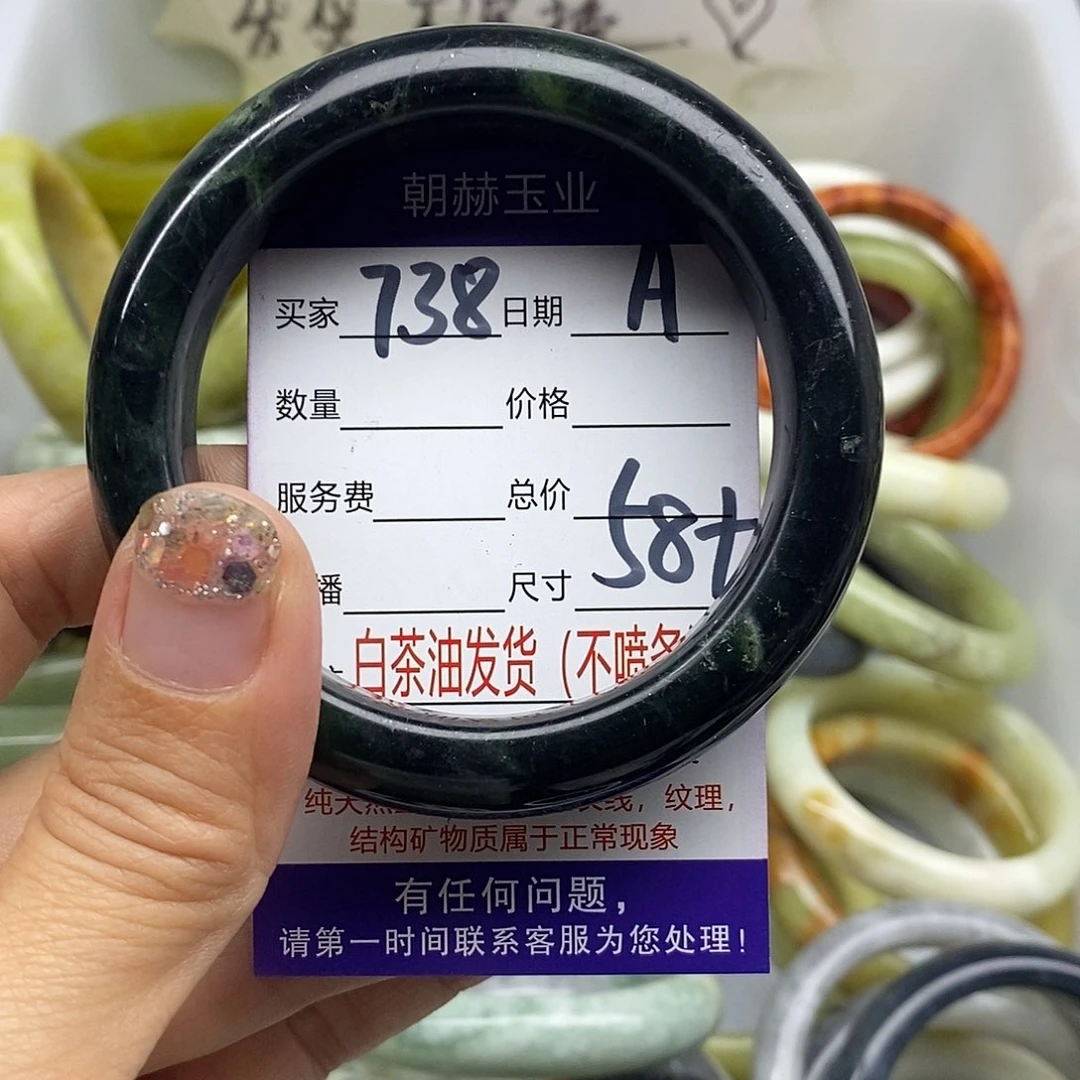 朝赫玉业
买家 738 日期 A
数量 价格
服务费 总价
播 尺寸 58+
白茶油发货（不喷
纹理，
结构矿物质属于正常现象
有任何问题，
请第一时间联系客服为您处理！